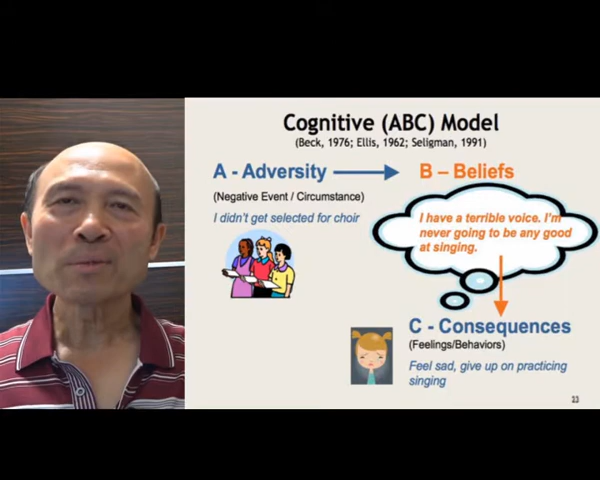 Cognitive (ABC) Model
(Beck, 1976; Ellis, 1962; Seligman, 1991)
A - Adversity
B – Beliefs
(Negative Event / Circumstance)
I didn't get selected for choir
I have a terrible voice. I'm
never going to be any good
at singing.
C - Consequences
(Feelings/Behaviors)
Feel sad, give up on practicing
singing